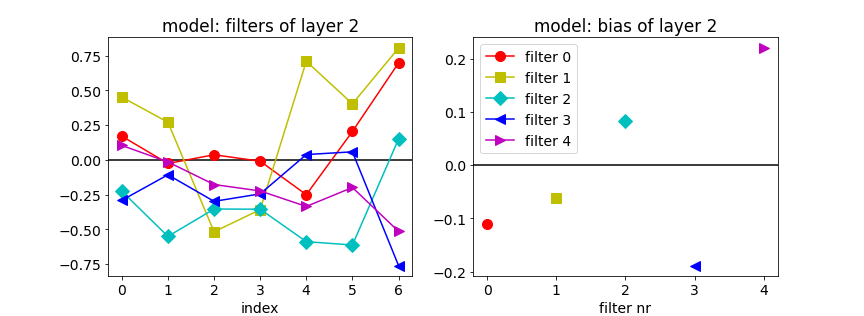 model: filters of layer 2
0.75
0.50
0.25
0.00
−0.25
−0.50
−0.75
0 1 2 3 4 5 6
index
model: bias of layer 2
filter 0
filter 1
filter 2
filter 3
filter 4
0.2
0.1
0.0
−0.1
−0.2
0 1 2 3 4
filter nr